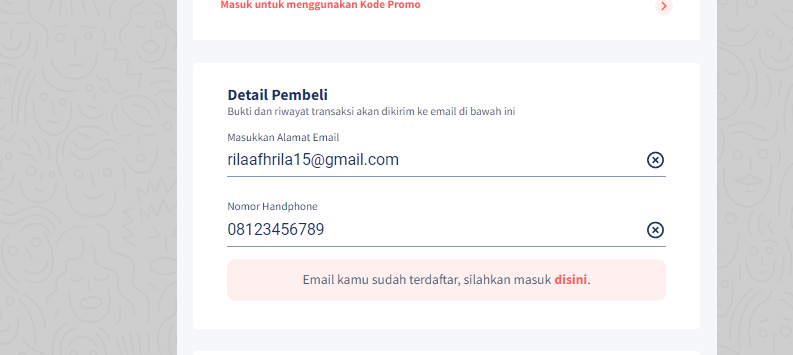 Masuk untuk menggunakan Kode Promo
Detail Pembeli
Bukti dan riwayat transaksi akan dikirim ke email di bawah ini
Masukkan Alamat Email
rilaafhrila15@gmail.com
Nomor Handphone
08123456789
Email kamu sudah terdaftar, silahkan masuk disini.